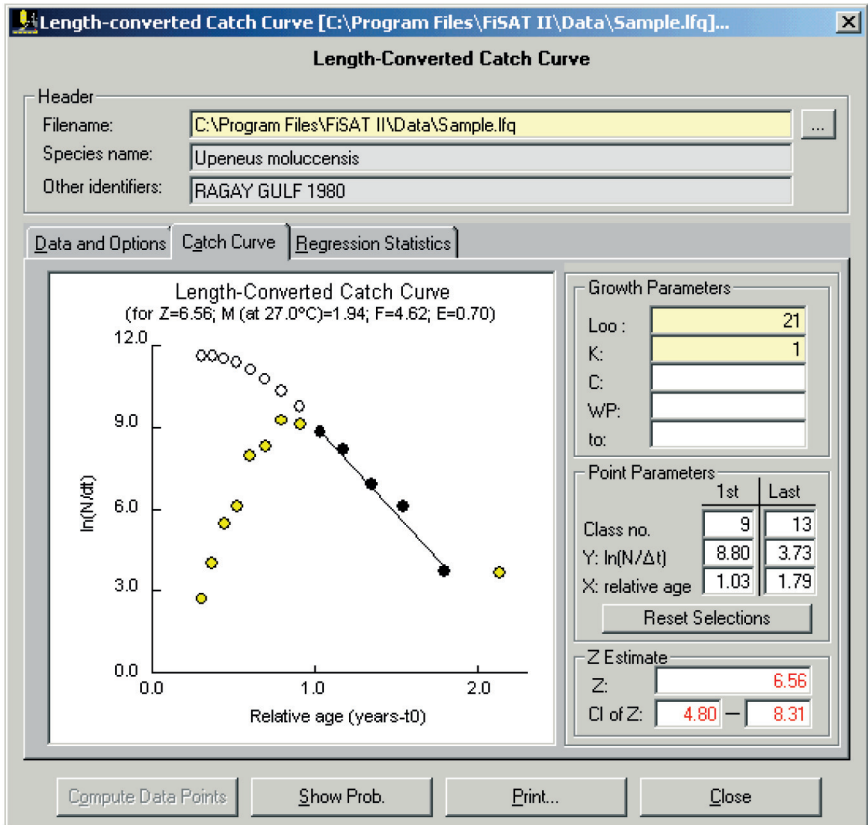 Length-converted Catch Curve [C:\Program Files\FiSAT II\Data\Sample.lfq]...
Length-Converted Catch Curve
Header
Filename: C:\Program Files\FiSAT II\Data\Sample.lfq ...
Species name: Upeneus moluccensis
Other identifiers: RAGAY GULF 1980
Data and Options Catch Curve Regression Statistics
Length-Converted Catch Curve
(for Z=6.56; M (at 27.0ºC)=1.94; F=4.62; E=0.70)
12.0
9.0
6.0
3.0
0.0
ln(N/dt)
0.0 1.0 2.0
Relative age (years-t0)
Growth Parameters
Loo : 21
K: 1
C:
WP:
to:
Point Parameters
1st Last
Class no. 9 13
Y: ln(N/Δt) 8.80 3.73
X: relative age 1.03 1.79
Reset Selections
Z Estimate
Z: 6.56
CI of Z: 4.80 — 8.31
Compute Data Points Show Prob. Print... Close